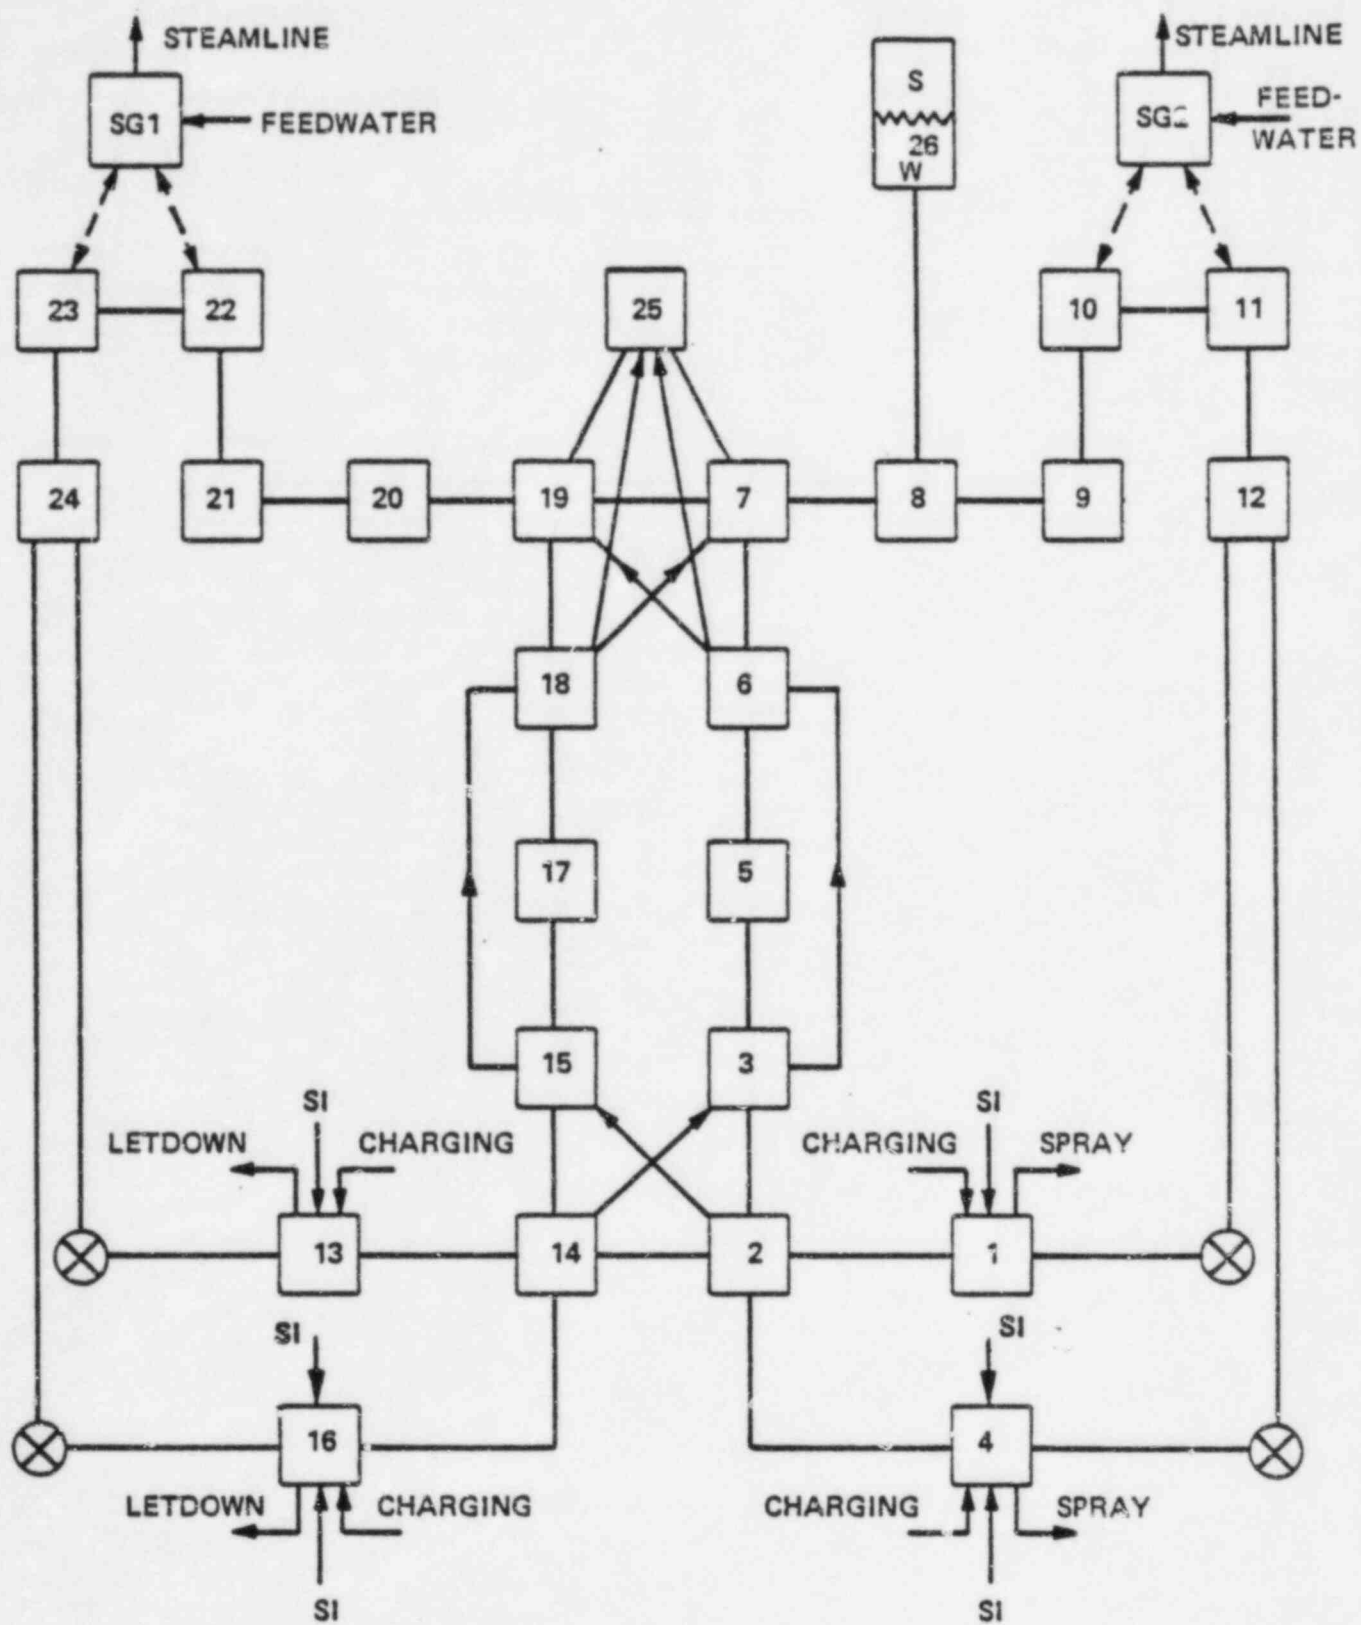 STEAMLINE
STEAMLINE
SG1
FEEDWATER
S
26
W
SG2
FEED-
WATER
23
22
25
10
11
24
21
20
19
7
8
9
12
18
6
17
5
15
3
SI
SI
LETDOWN
CHARGING
CHARGING
SPRAY
13
14
2
1
SI
SI
16
4
LETDOWN
CHARGING
CHARGING
SPRAY
SI
SI